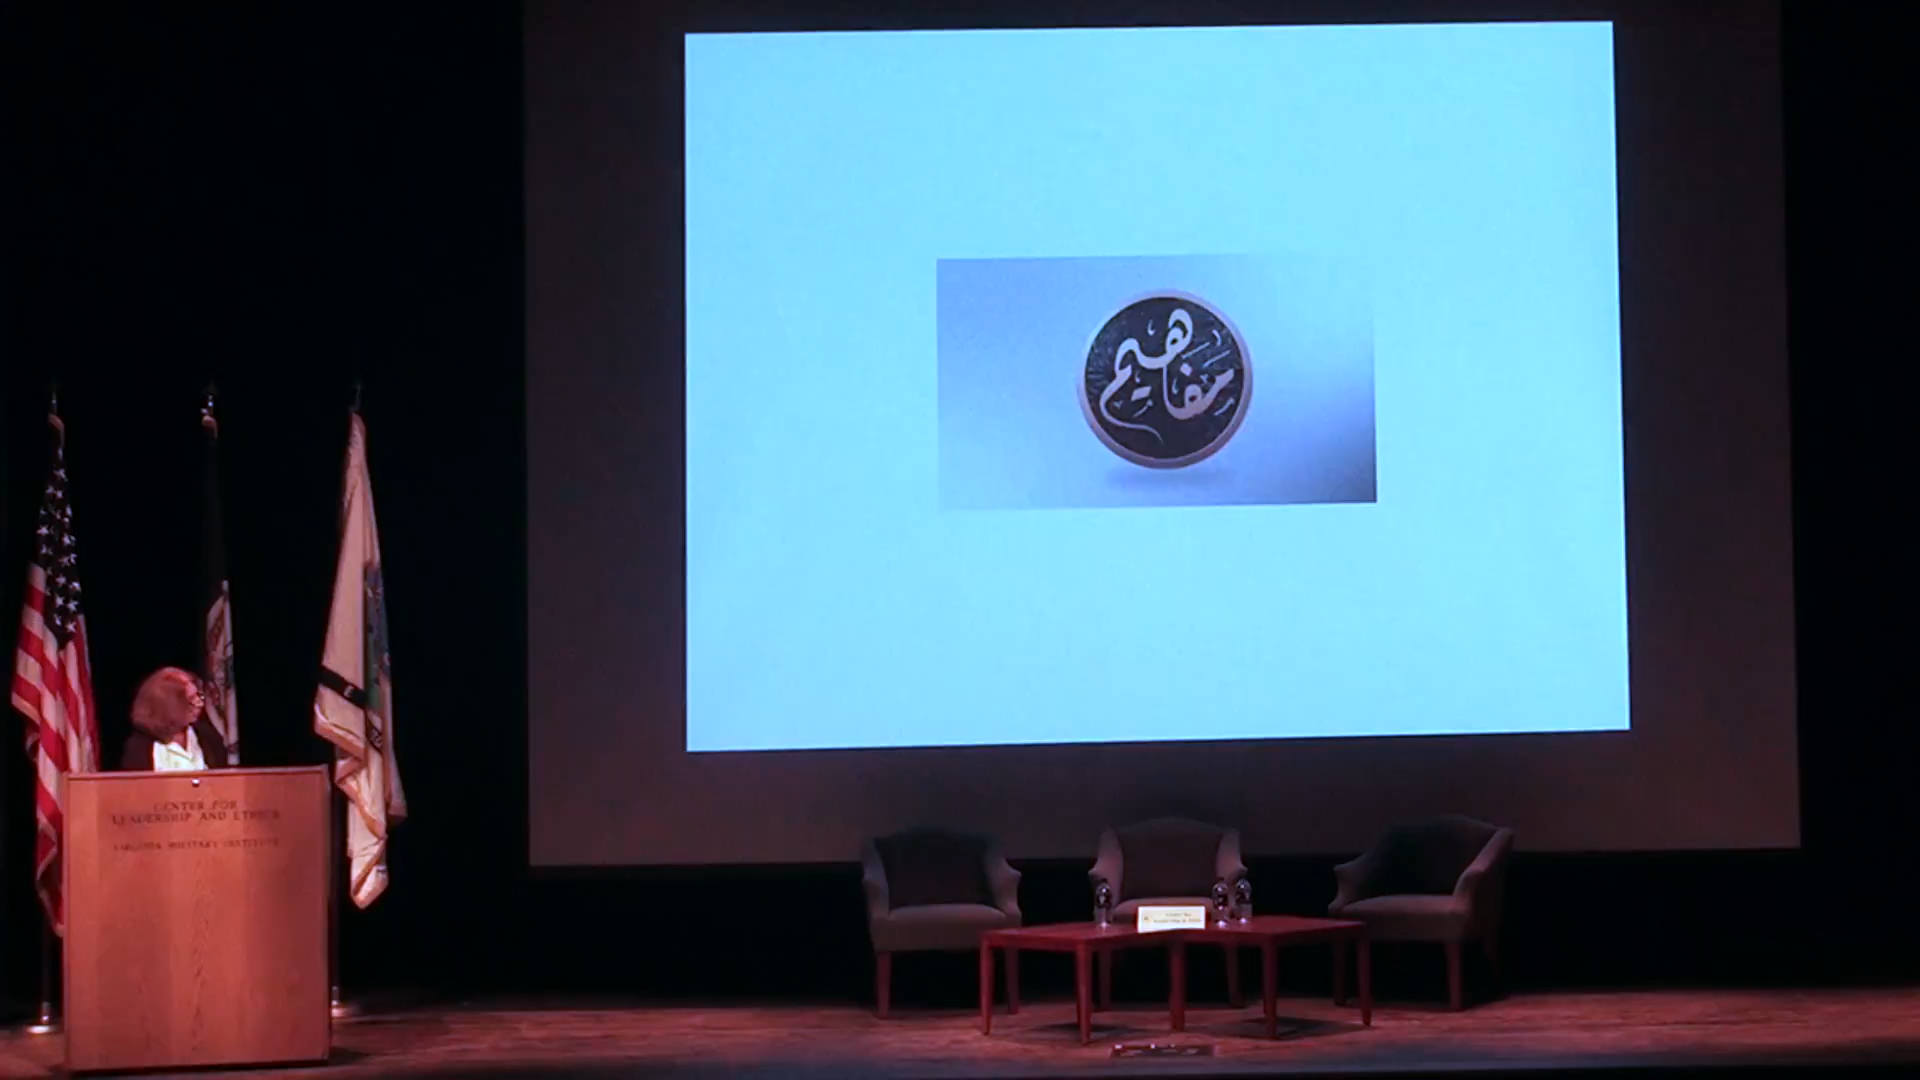 مفاهيم
CENTER FOR
LEADERSHIP AND ETHICS
VIRGINIA MILITARY INSTITUTE